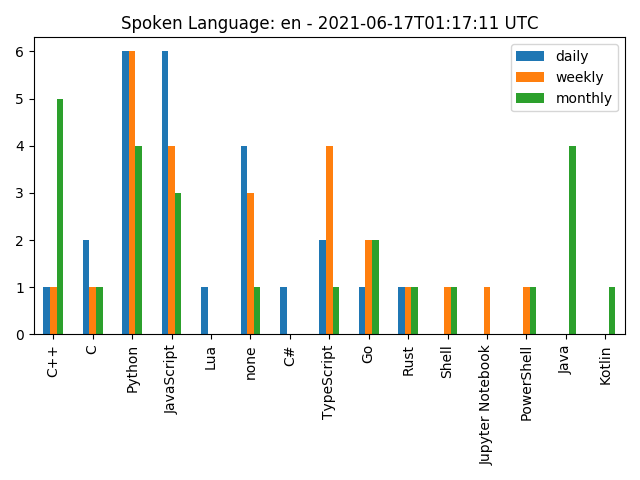 Spoken Language: en - 2021-06-17T01:17:11 UTC
daily
weekly
monthly
6
5
4
3
2
1
0
C++
C
Python
JavaScript
Lua
none
C#
TypeScript
Go
Rust
Shell
Jupyter Notebook
PowerShell
Java
Kotlin